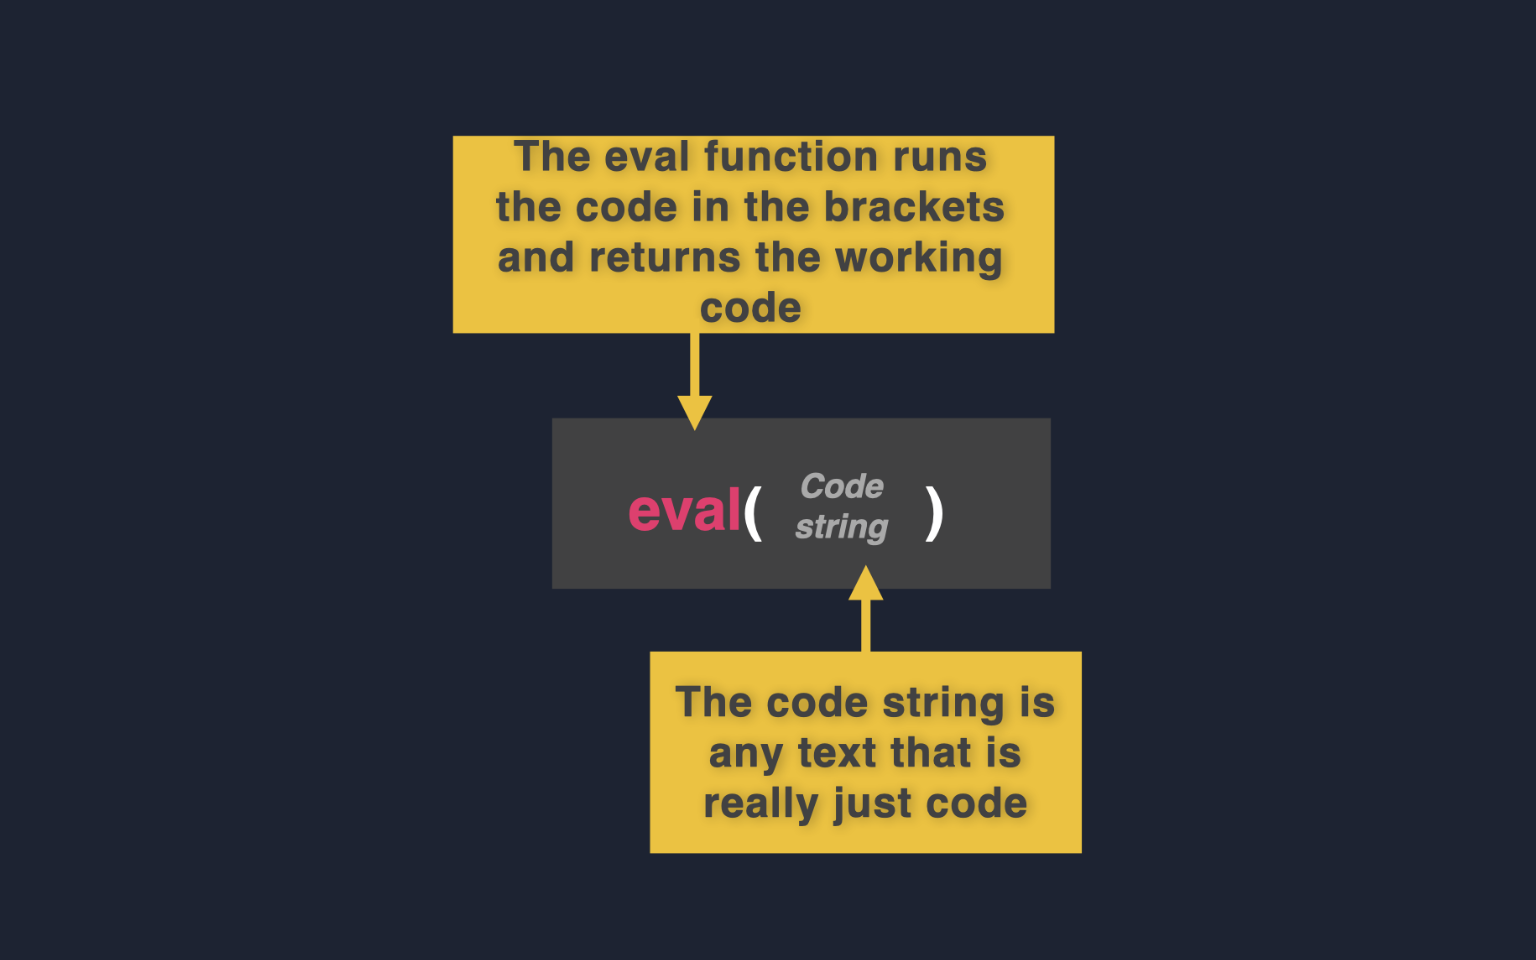 The eval function runs
the code in the brackets
and returns the working
code
Code
eval( string )
The code string is
any text that is
really just code